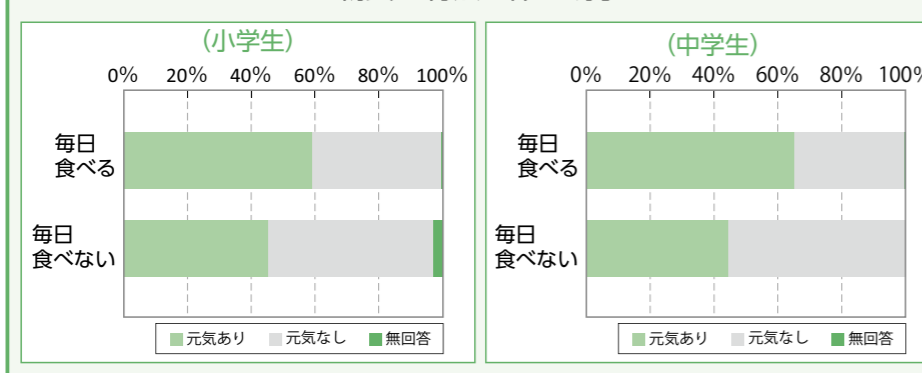 (小学生)
0% 20% 40% 60% 80% 100%
毎日
食べる
毎日
食べない
元気あり 元気なし 無回答
(中学生)
0% 20% 40% 60% 80% 100%
毎日
食べる
毎日
食べない
元気あり 元気なし 無回答